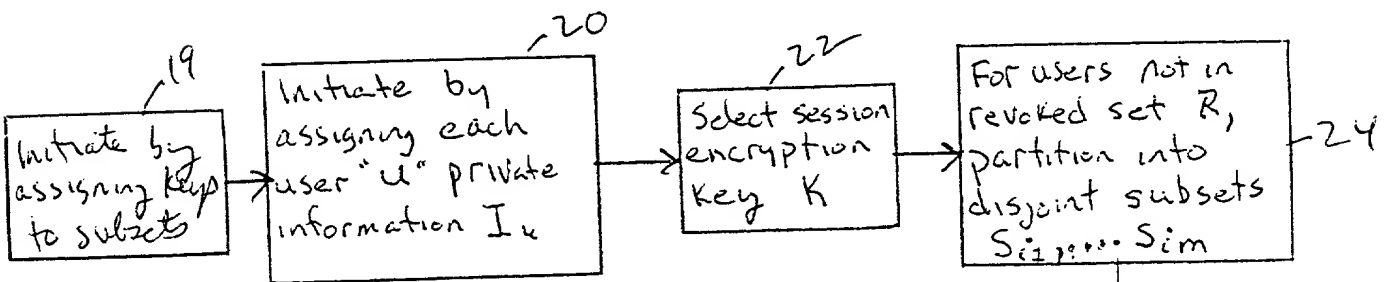 19
Initiate by
assigning keys
to subsets
20
Initiate by
assigning each
user "u" private
information Iu
22
Select session
encryption
key K
24
For users not in
revoked set R,
partition into
disjoint subsets
Si1,.... Sim